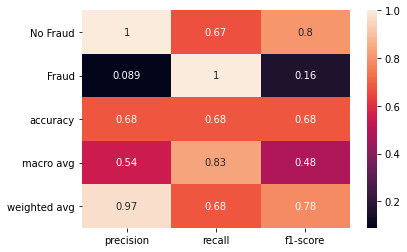 No Fraud 1 0.67 0.8
Fraud 0.089 1 0.16
accuracy 0.68 0.68 0.68
macro avg 0.54 0.83 0.48
weighted avg 0.97 0.68 0.78
precision recall f1-score
1.0
0.8
0.6
0.4
0.2